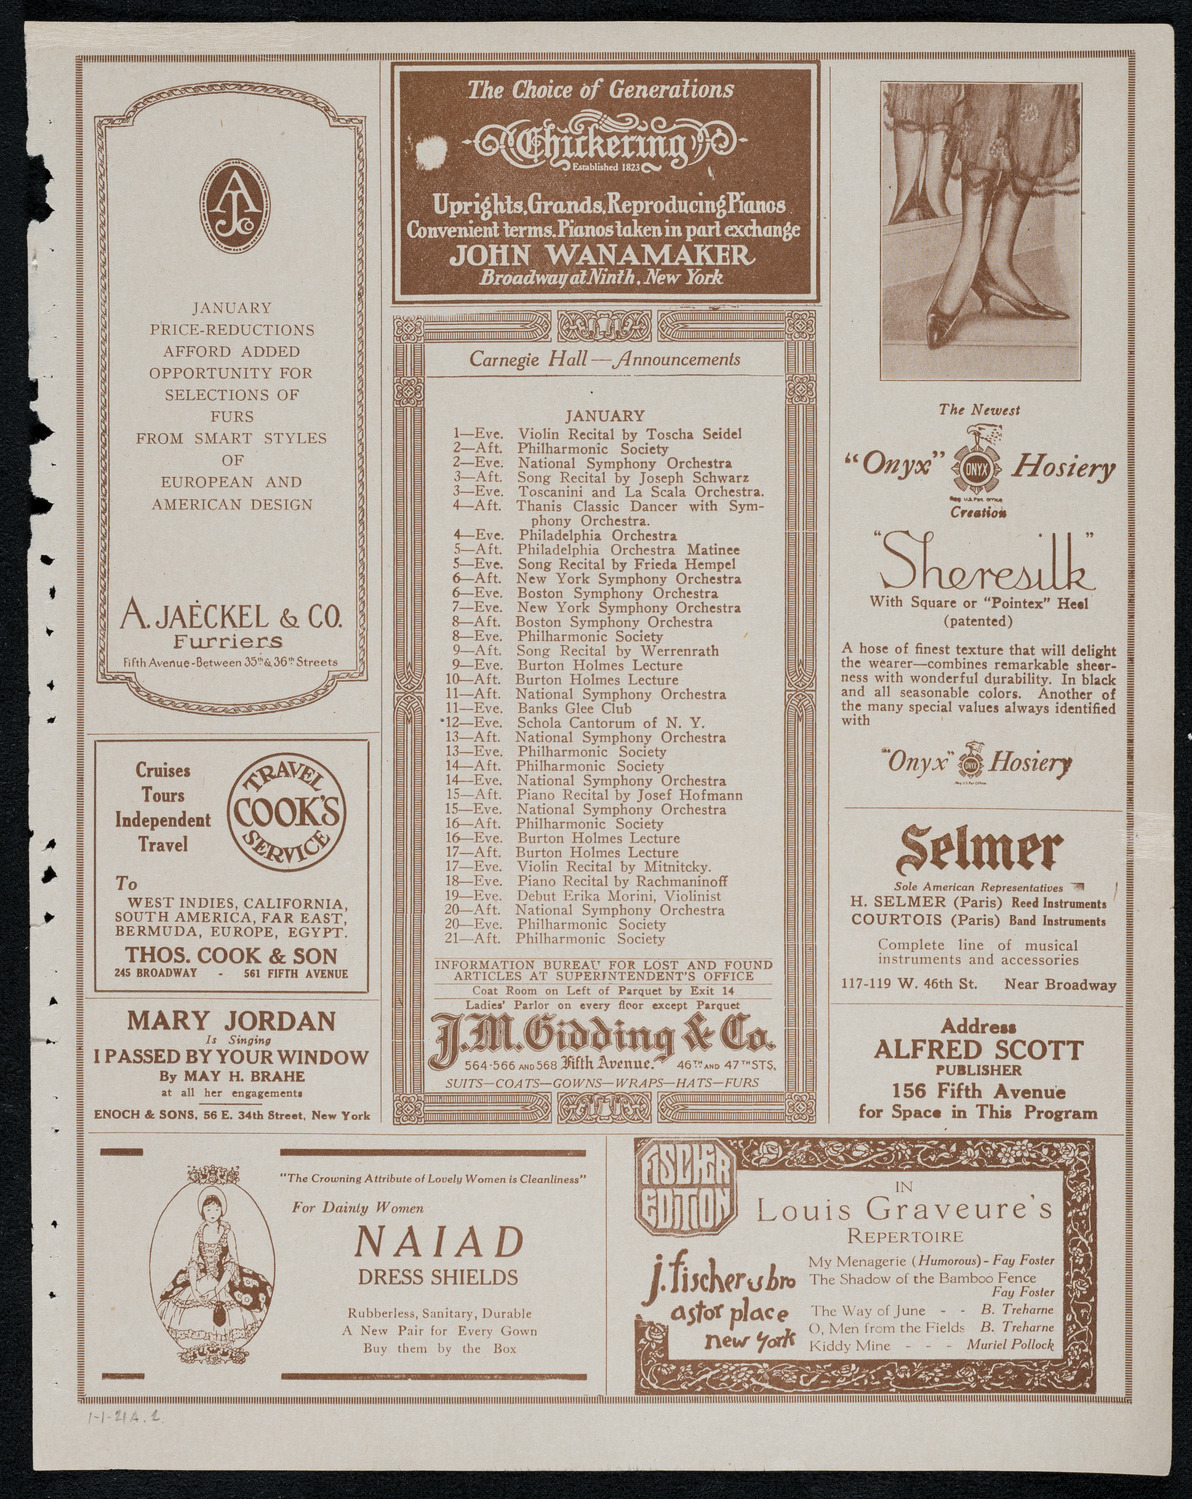 AJCo
JANUARY
PRICE-REDUCTIONS
AFFORD ADDED
OPPORTUNITY FOR
SELECTIONS OF
FURS
FROM SMART STYLES
OF
EUROPEAN AND
AMERICAN DESIGN
A. JAECKEL & CO.
Furriers
Fifth Avenue-Between 35th & 36th Streets
Cruises
Tours
Independent
Travel
TRAVEL
COOK'S
SERVICE
To
WEST INDIES, CALIFORNIA,
SOUTH AMERICA, FAR EAST,
BERMUDA, EUROPE, EGYPT.
THOS. COOK & SON
245 BROADWAY - 561 FIFTH AVENUE
MARY JORDAN
Is Singing
I PASSED BY YOUR WINDOW
By MAY H. BRAHE
at all her engagements
ENOCH & SONS, 56 E. 34th Street, New York
The Choice of Generations
Chickering
Established 1823
Uprights, Grands, Reproducing Pianos
Convenient terms. Pianos taken in part exchange
JOHN WANAMAKER
Broadway at Ninth, New York
Carnegie Hall — Announcements
JANUARY
1—Eve. Violin Recital by Toscha Seidel
2—Aft. Philharmonic Society
2—Eve. National Symphony Orchestra
3—Aft. Song Recital by Joseph Schwarz
3—Eve. Toscanini and La Scala Orchestra.
4—Aft. Thanis Classic Dancer with Sym-
phony Orchestra.
4—Eve. Philadelphia Orchestra
5—Aft. Philadelphia Orchestra Matinee
5—Eve. Song Recital by Frieda Hempel
6—Aft. New York Symphony Orchestra
6—Eve. Boston Symphony Orchestra
7—Eve. New York Symphony Orchestra
8—Aft. Boston Symphony Orchestra
8—Eve. Philharmonic Society
9—Aft. Song Recital by Werrenrath
9—Eve. Burton Holmes Lecture
10—Aft. Burton Holmes Lecture
11—Aft. National Symphony Orchestra
11—Eve. Banks Glee Club
12—Eve. Schola Cantorum of N. Y.
13—Aft. National Symphony Orchestra
13—Eve. Philharmonic Society
14—Aft. Philharmonic Society
14—Eve. National Symphony Orchestra
15—Aft. Piano Recital by Josef Hofmann
15—Eve. National Symphony Orchestra
16—Aft. Philharmonic Society
16—Eve. Burton Holmes Lecture
17—Aft. Burton Holmes Lecture
17—Eve. Violin Recital by Mitnitcky.
18—Eve. Piano Recital by Rachmaninoff
19—Eve. Debut Erika Morini, Violinist
20—Aft. National Symphony Orchestra
20—Eve. Philharmonic Society
21—Aft. Philharmonic Society
INFORMATION BUREAU FOR LOST AND FOUND
ARTICLES AT SUPERINTENDENT'S OFFICE
Coat Room on Left of Parquet by Exit 14
Ladies' Parlor on every floor except Parquet
J.M. Gidding & Co.
564-566 AND 568 Fifth Avenue. 46TH AND 47TH STS.
SUITS—COATS—GOWNS—WRAPS—HATS—FURS
The Newest
"Onyx" ONYX Hosiery
Reg. U.S. Pat. Office
Creation
"Sheresilk"
With Square or "Pointex" Heel
(patented)
A hose of finest texture that will delight
the wearer—combines remarkable sheer-
ness with wonderful durability. In black
and all seasonable colors. Another of
the many special values always identified
with
"Onyx" ONYX Hosiery
Selmer
Sole American Representatives
H. SELMER (Paris) Reed Instruments
COURTOIS (Paris) Band Instruments
Complete line of musical
instruments and accessories
117-119 W. 46th St. Near Broadway
Address
ALFRED SCOTT
PUBLISHER
156 Fifth Avenue
for Space in This Program
"The Crowning Attribute of Lovely Women is Cleanliness"
For Dainty Women
NAIAD
DRESS SHIELDS
Rubberless, Sanitary, Durable
A New Pair for Every Gown
Buy them by the Box
FISCHER
EDITION
j. fischer & bro
astor place
new york
IN
Louis Graveure's
REPERTOIRE
My Menagerie (Humorous) - Fay Foster
The Shadow of the Bamboo Fence
Fay Foster
The Way of June - - B. Treharne
O, Men from the Fields B. Treharne
Kiddy Mine - - - Muriel Pollock
1-1-21A.2.